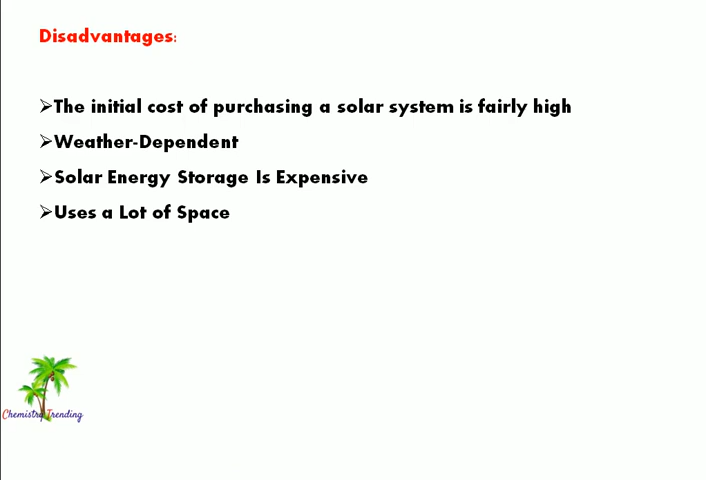 Disadvantages:
➢The initial cost of purchasing a solar system is fairly high
➢Weather-Dependent
➢Solar Energy Storage Is Expensive
➢Uses a Lot of Space
Chemistry Trending